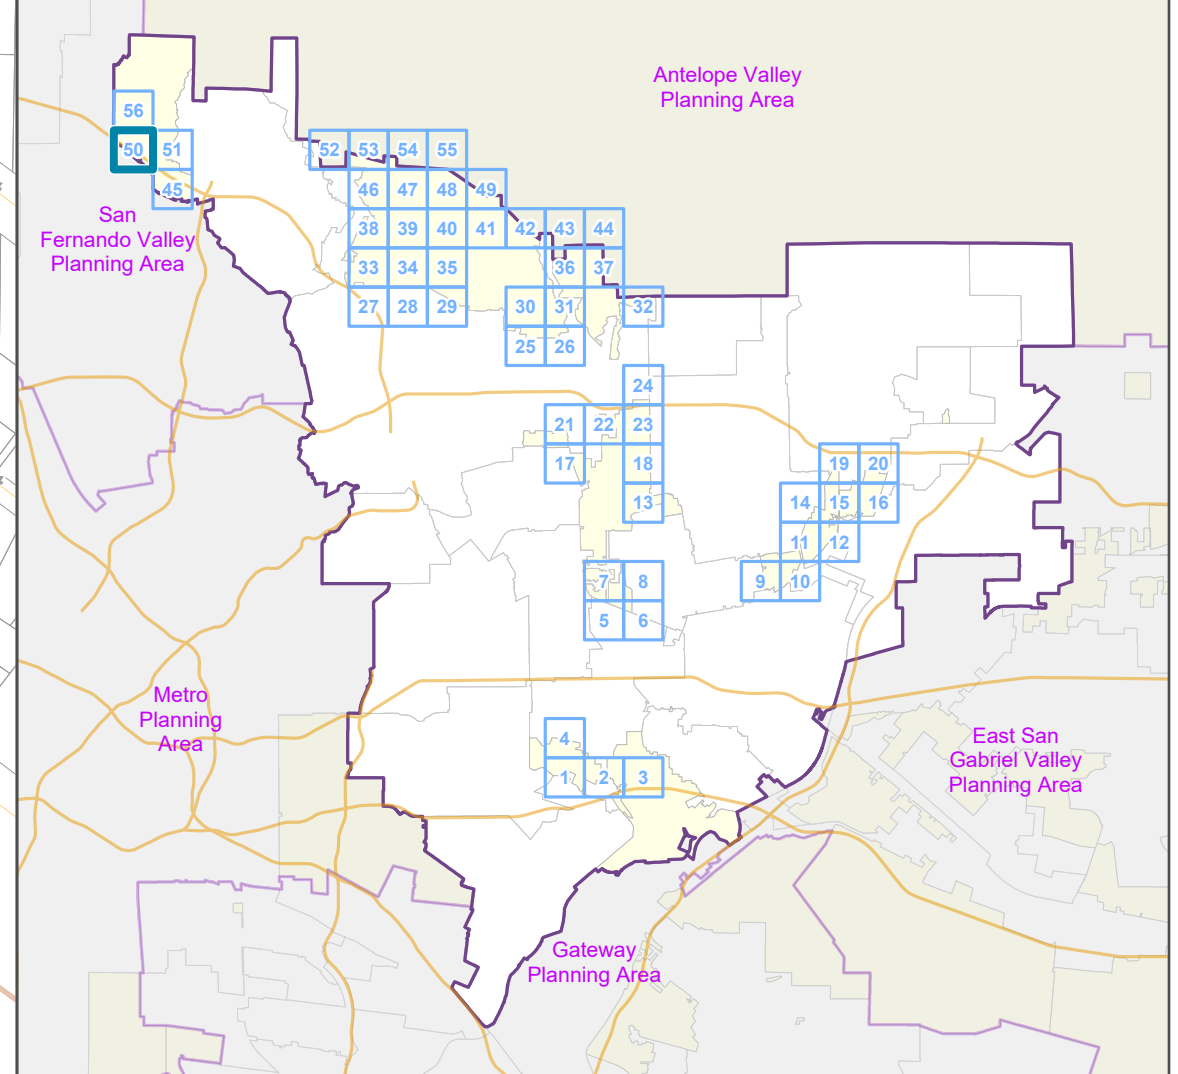 Antelope Valley
Planning Area
56
50 51
52 53 54 55
45
46 47 48 49
San
Fernando Valley
Planning Area
38 39 40 41 42 43 44
33 34 35 36 37
27 28 29 30 31 32
25 26
24
21 22 23
17 18 19 20
13 14 15 16
11 12
7 8 9 10
5 6
Metro
Planning
Area
4
East San
Gabriel Valley
Planning Area
1 2 3
Gateway
Planning Area